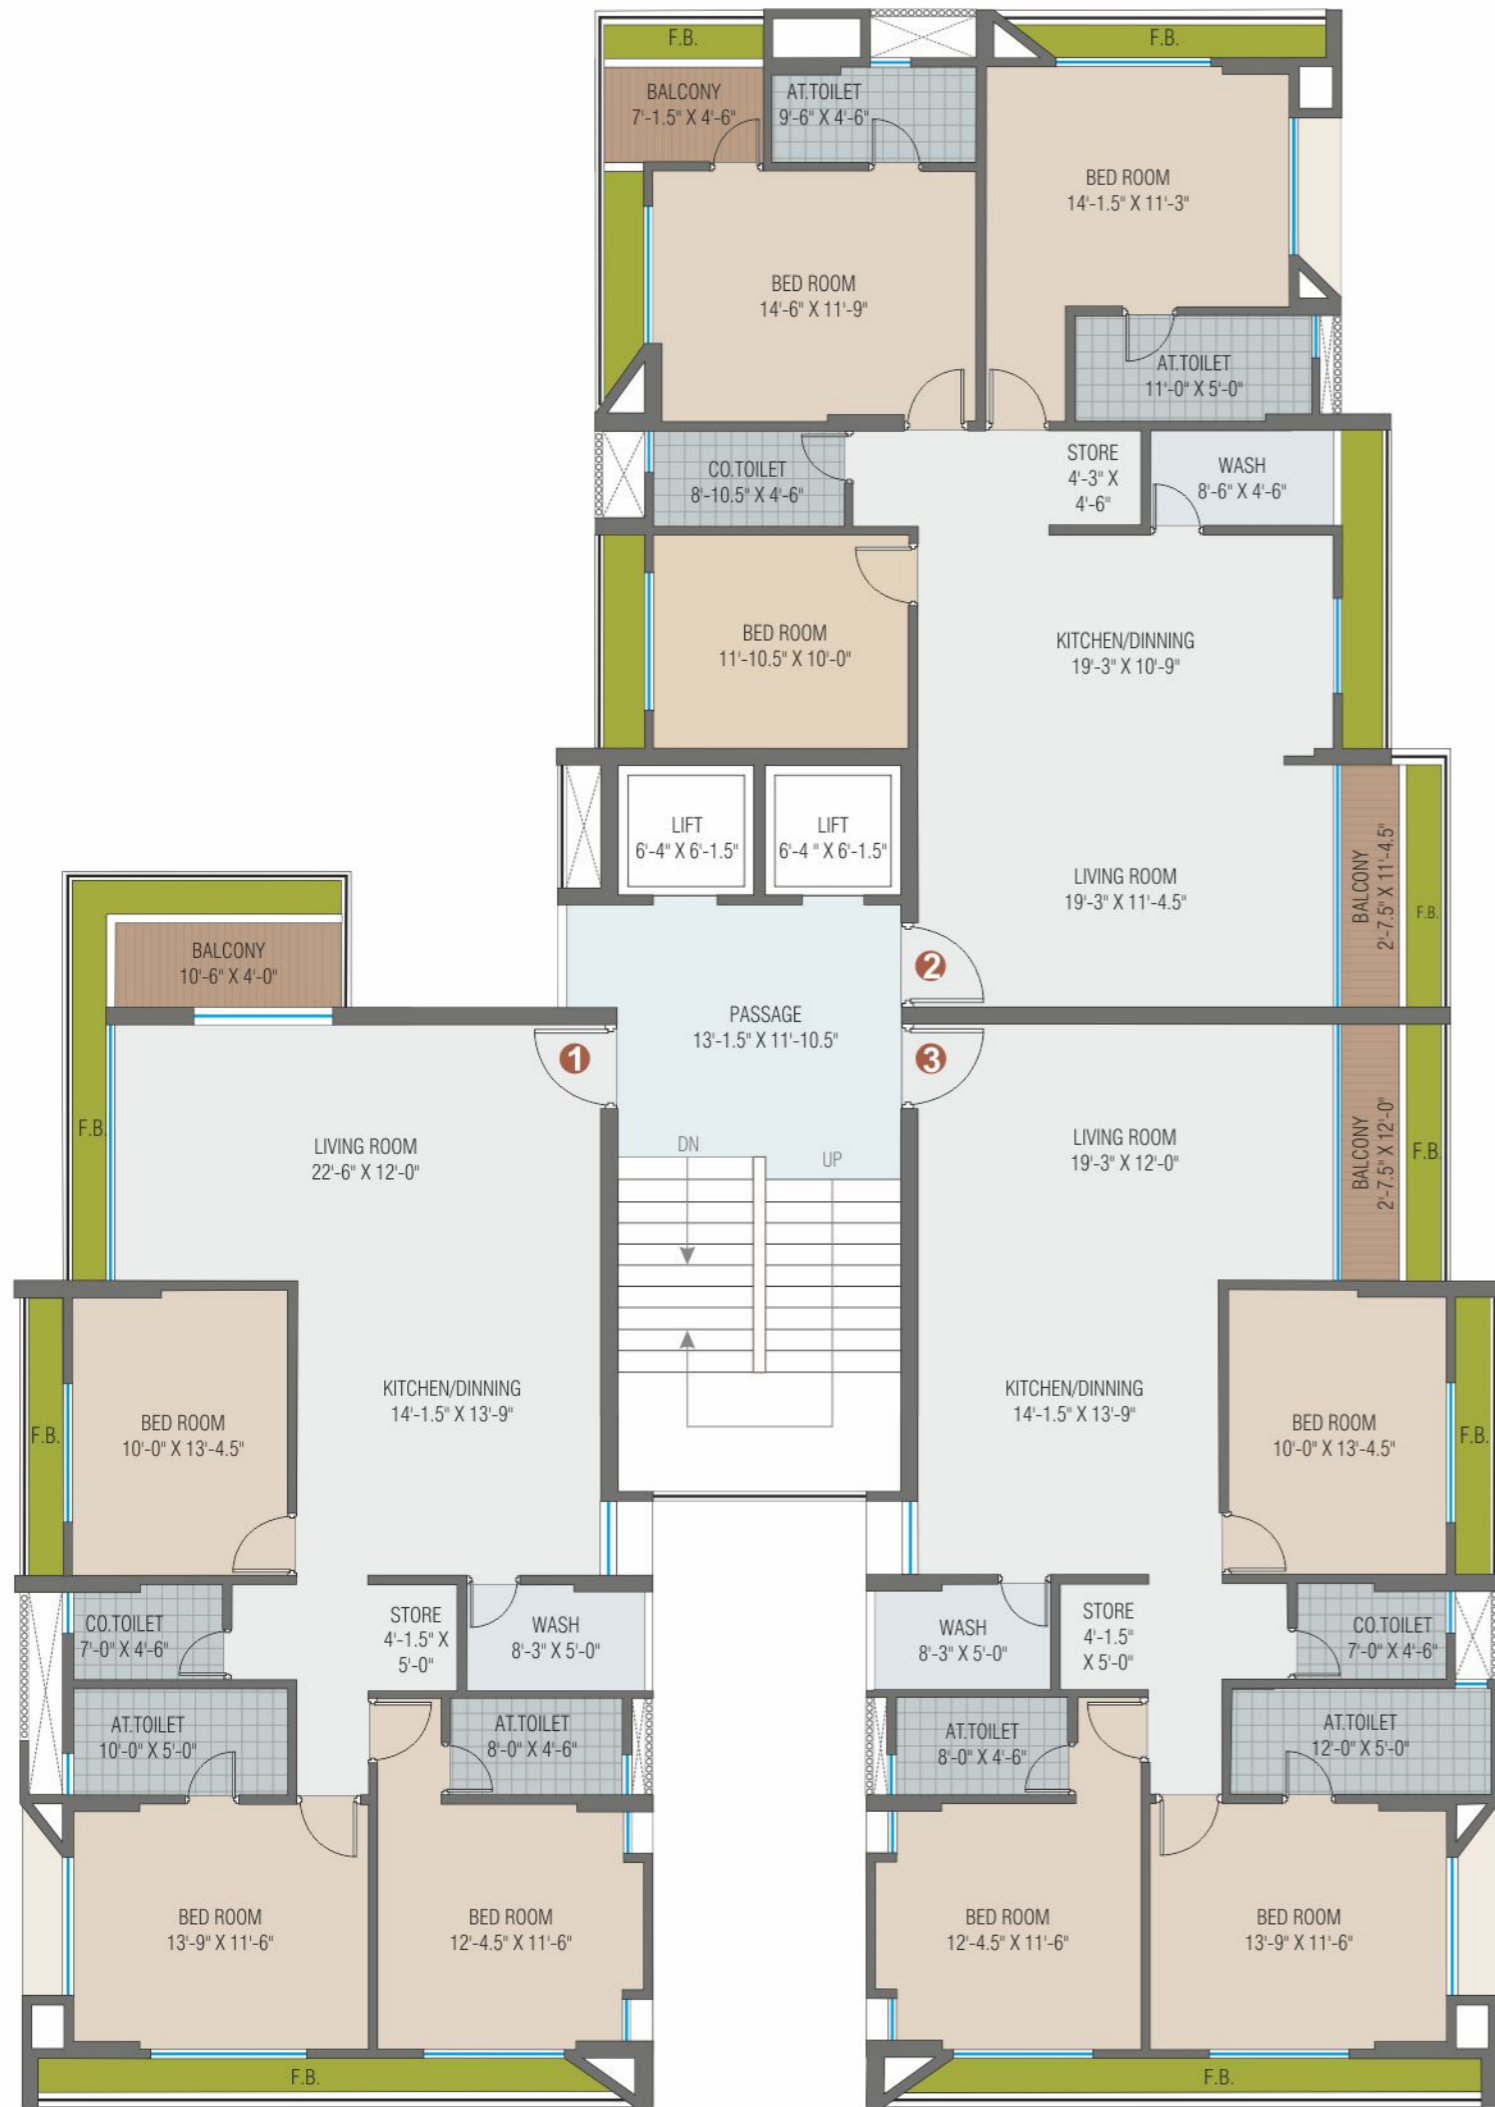 F.B.
F.B.
BALCONY
7'-1.5" X 4'-6"
AT.TOILET
9'-6" X 4'-6"
BED ROOM
14'-1.5" X 11'-3"
BED ROOM
14'-6" X 11'-9"
AT.TOILET
11'-0" X 5'-0"
CO.TOILET
8'-10.5" X 4'-6"
STORE
4'-3" X
4'-6"
WASH
8'-6" X 4'-6"
BED ROOM
11'-10.5" X 10'-0"
KITCHEN/DINNING
19'-3" X 10'-9"
LIFT
6'-4" X 6'-1.5"
LIFT
6'-4 " X 6'-1.5"
LIVING ROOM
19'-3" X 11'-4.5"
BALCONY
2'-7.5" X 11'-4.5"
F.B.
BALCONY
10'-6" X 4'-0"
2
PASSAGE
13'-1.5" X 11'-10.5"
1
3
F.B.
LIVING ROOM
22'-6" X 12'-0"
DN
UP
LIVING ROOM
19'-3" X 12'-0"
BALCONY
2'-7.5" X 12'-0"
F.B.
F.B.
BED ROOM
10'-0" X 13'-4.5"
KITCHEN/DINNING
14'-1.5" X 13'-9"
KITCHEN/DINNING
14'-1.5" X 13'-9"
BED ROOM
10'-0" X 13'-4.5"
F.B.
CO.TOILET
7'-0" X 4'-6"
STORE
4'-1.5" X
5'-0"
WASH
8'-3" X 5'-0"
WASH
8'-3" X 5'-0"
STORE
4'-1.5"
X 5'-0"
CO.TOILET
7'-0" X 4'-6"
AT.TOILET
10'-0" X 5'-0"
AT.TOILET
8'-0" X 4'-6"
AT.TOILET
8'-0" X 4'-6"
AT.TOILET
12'-0" X 5'-0"
BED ROOM
13'-9" X 11'-6"
BED ROOM
12'-4.5" X 11'-6"
BED ROOM
12'-4.5" X 11'-6"
BED ROOM
13'-9" X 11'-6"
F.B.
F.B.